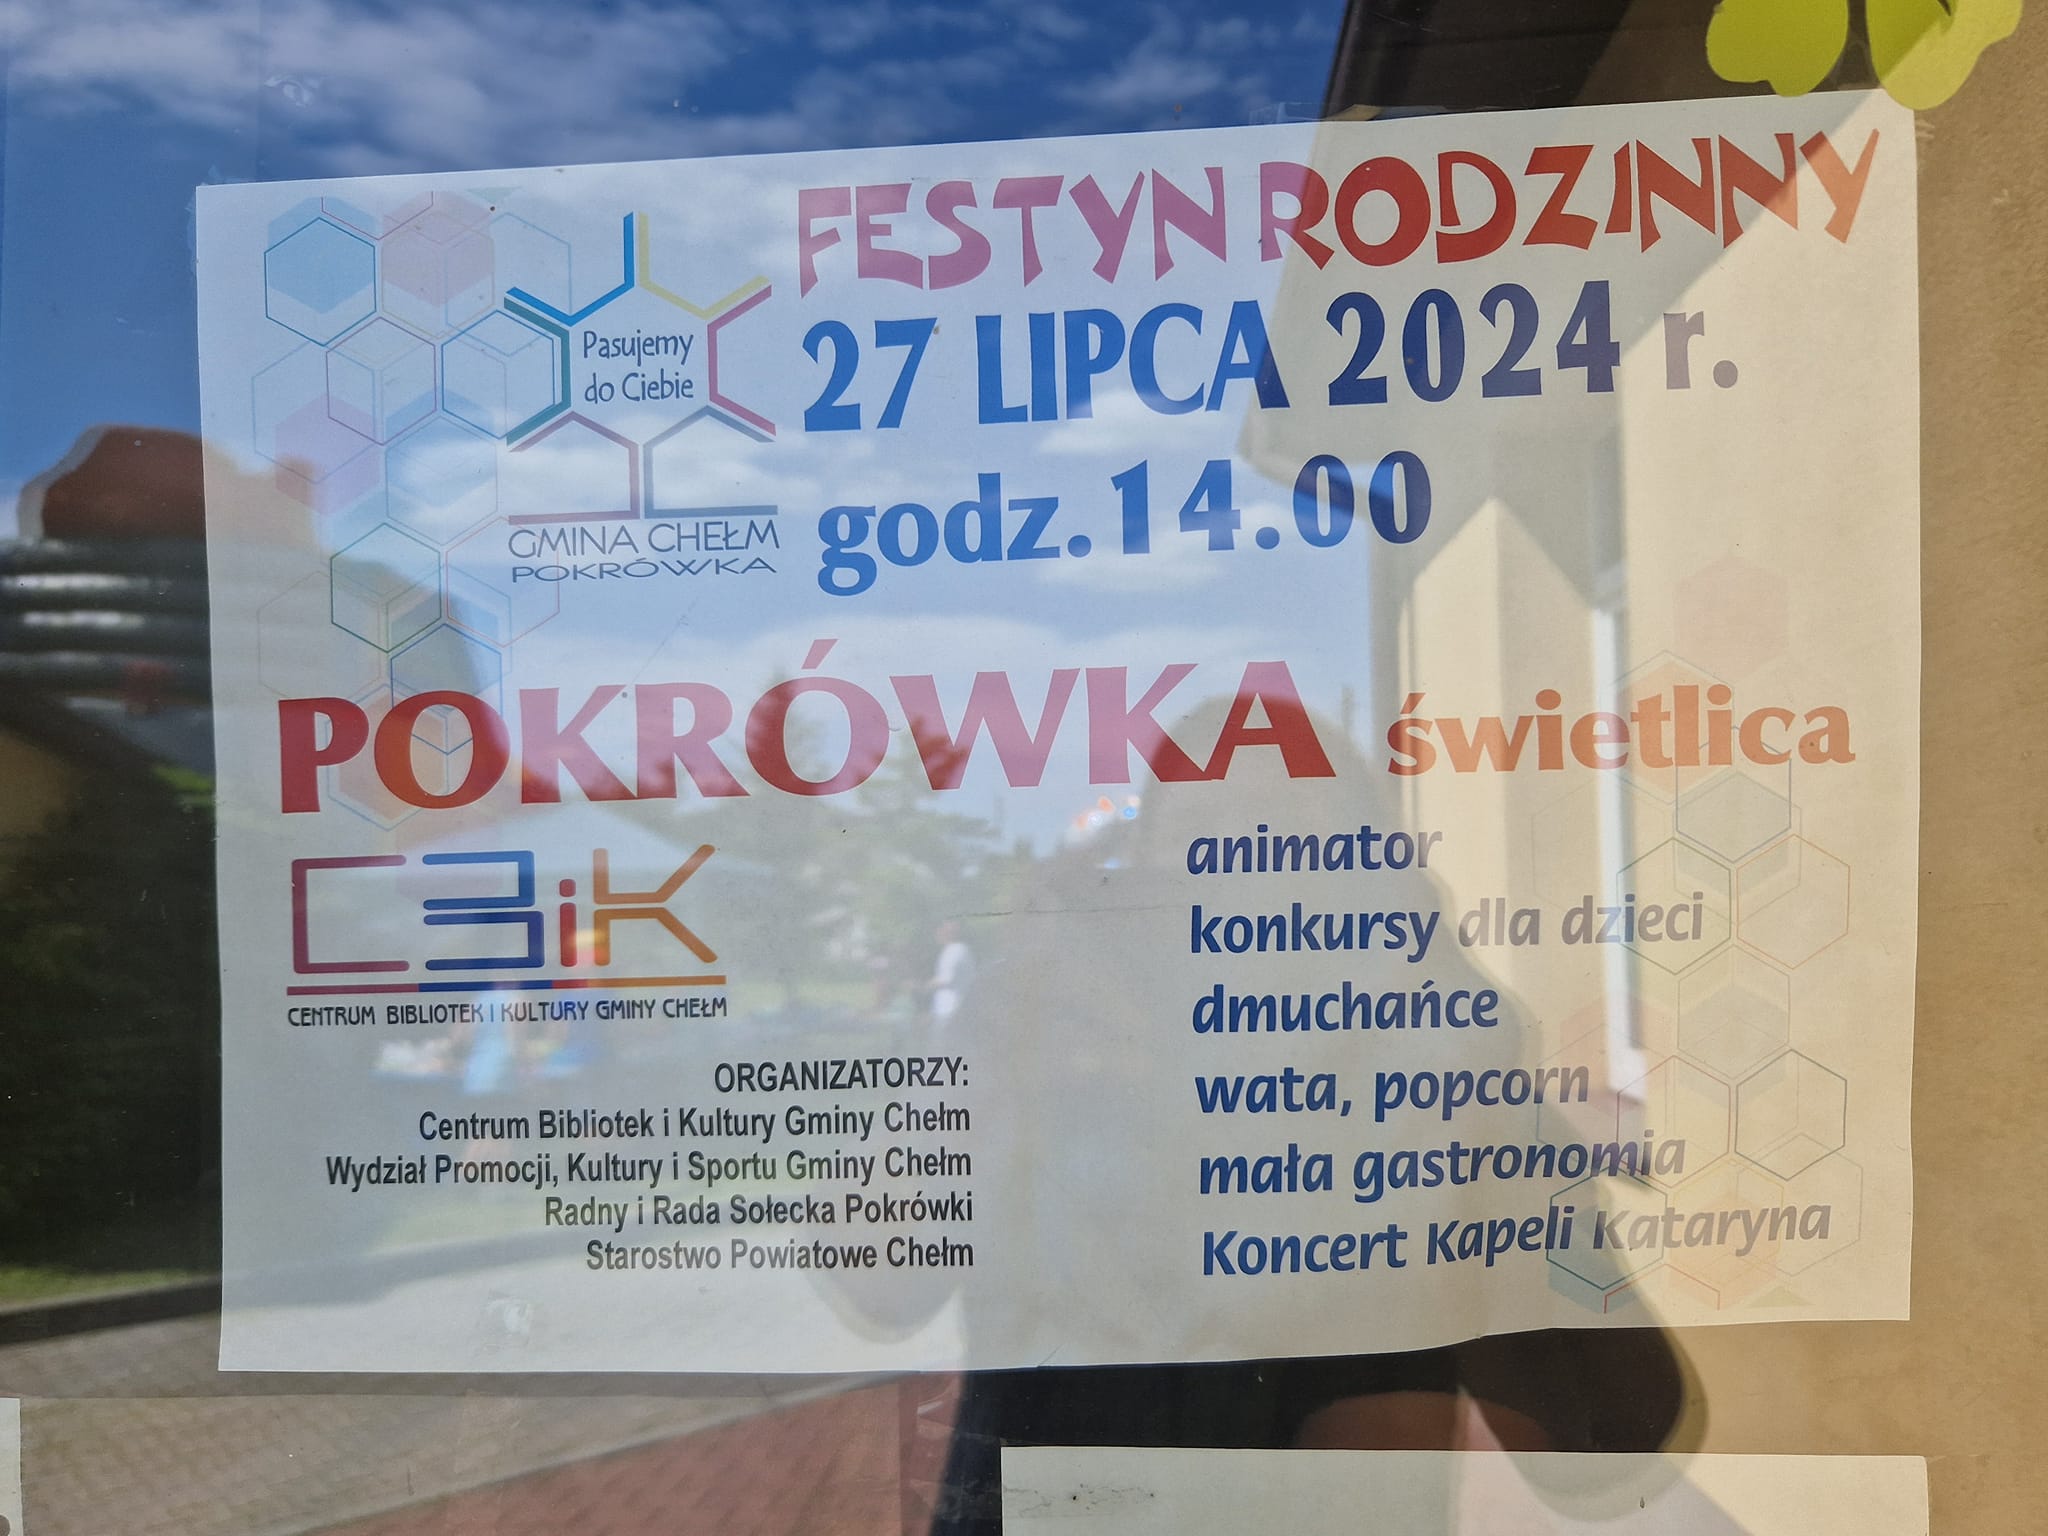 FESTYN RODZINNY
27 LIPCA 2024 r.
godz. 14.00
Pasujemy
do Ciebie
GMINA CHEŁM
POKRÓWKA
POKRÓWKA świetlica
CBiK
CENTRUM BIBLIOTEK I KULTURY GMINY CHEŁM
ORGANIZATORZY:
Centrum Bibliotek i Kultury Gminy Chełm
Wydział Promocji, Kultury i Sportu Gminy Chełm
Radny i Rada Sołecka Pokrówki
Starostwo Powiatowe Chełm
animator
konkursy dla dzieci
dmuchańce
wata, popcorn
mała gastronomia
Koncert Kapeli Kataryna